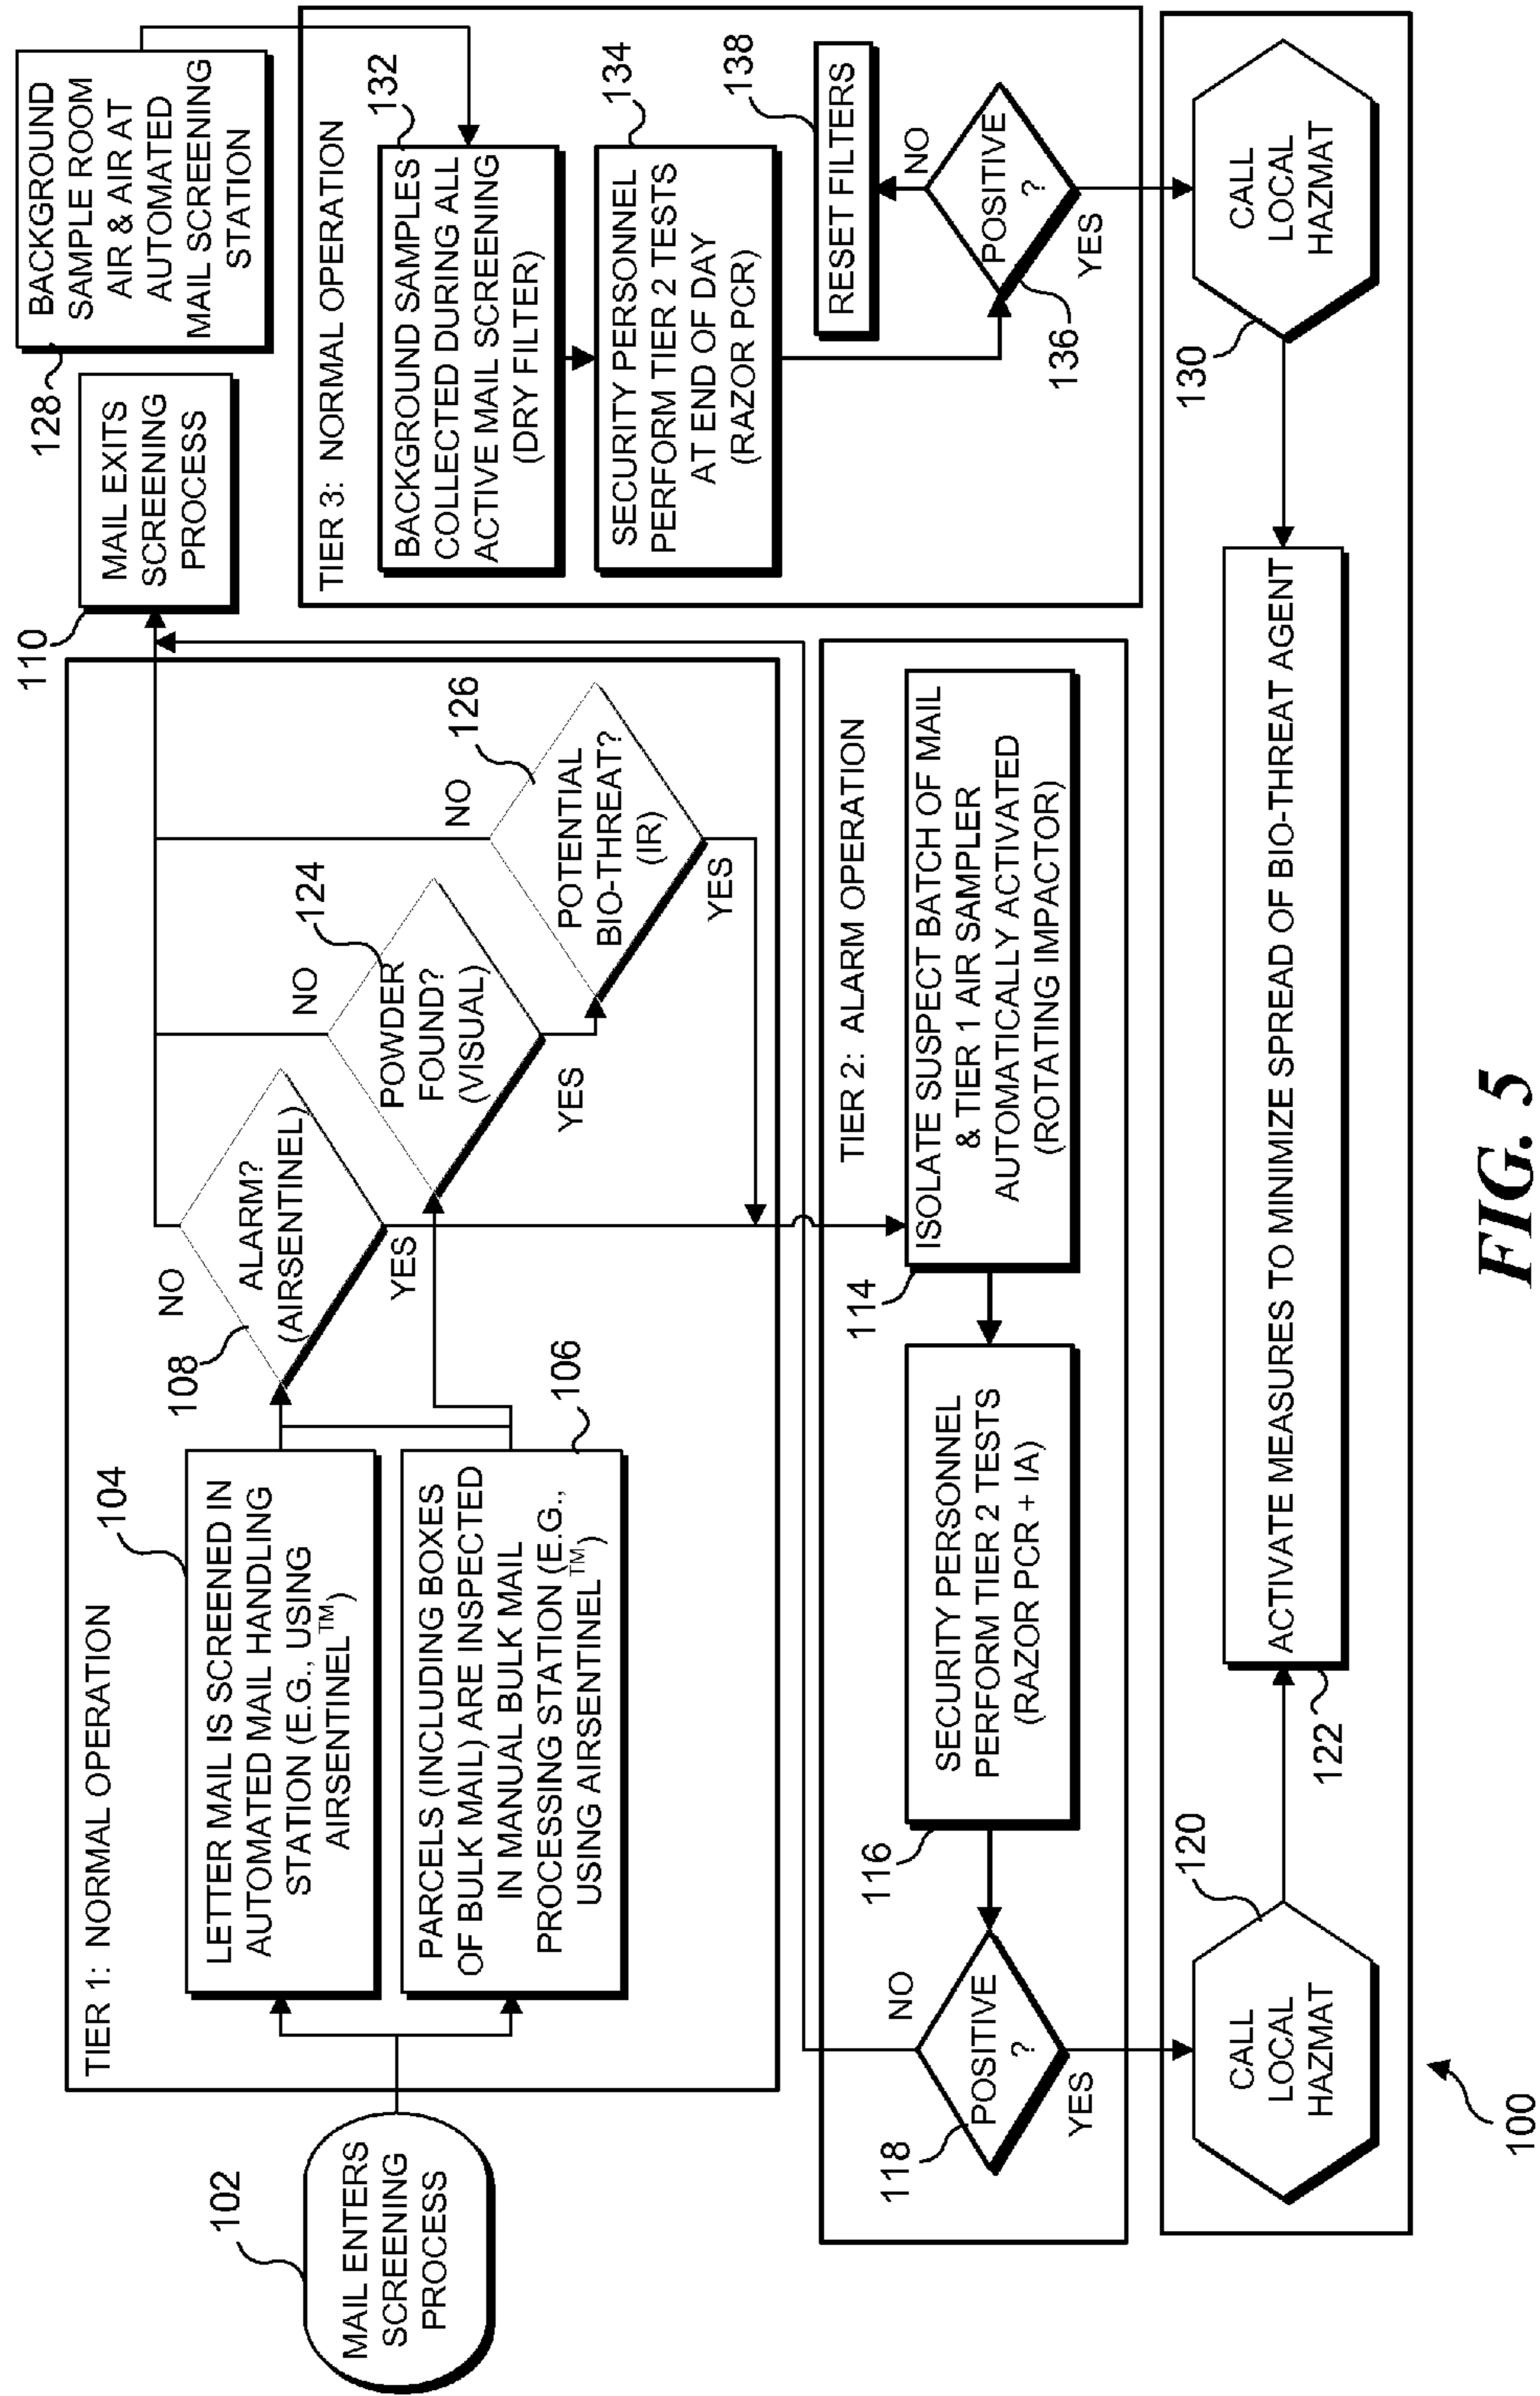 102
MAIL ENTERS
SCREENING
PROCESS
TIER 1:  NORMAL OPERATION
104
LETTER MAIL IS SCREENED IN
AUTOMATED MAIL HANDLING
STATION (E.G., USING
AIRSENTINEL™)
106
PARCELS (INCLUDING BOXES
OF BULK MAIL) ARE INSPECTED
IN MANUAL BULK MAIL
PROCESSING STATION (E.G.,
USING AIRSENTINEL™)
108
NO
ALARM?
(AIRSENTINEL)
YES
124
NO
POWDER
FOUND?
(VISUAL)
YES
126
NO
POTENTIAL
BIO-THREAT?
(IR)
YES
110
MAIL EXITS
SCREENING
PROCESS
128
BACKGROUND
SAMPLE ROOM
AIR & AIR AT
AUTOMATED
MAIL SCREENING
STATION
TIER 3:  NORMAL OPERATION
132
BACKGROUND SAMPLES
COLLECTED DURING ALL
ACTIVE MAIL SCREENING
(DRY FILTER)
134
SECURITY PERSONNEL
PERFORM TIER 2 TESTS
AT END OF DAY
(RAZOR PCR)
138
RESET FILTERS
NO
POSITIVE
?
YES
136
TIER 2:  ALARM OPERATION
114
ISOLATE SUSPECT BATCH OF MAIL
& TIER 1 AIR SAMPLER
AUTOMATICALLY ACTIVATED
(ROTATING IMPACTOR)
116
SECURITY PERSONNEL
PERFORM TIER 2 TESTS
(RAZOR PCR + IA)
118
NO
POSITIVE
?
YES
120
CALL
LOCAL
HAZMAT
122
ACTIVATE MEASURES TO MINIMIZE SPREAD OF BIO-THREAT AGENT
130
CALL
LOCAL
HAZMAT
100
FIG. 5